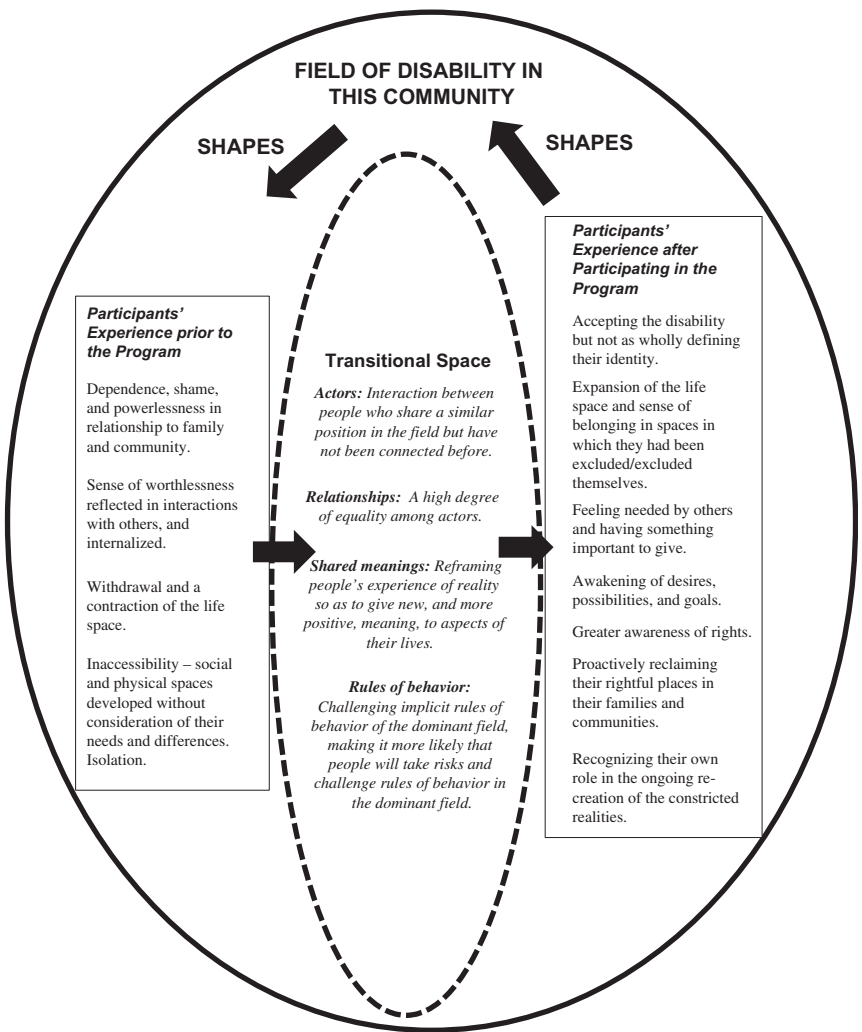 FIELD OF DISABILITY IN
THIS COMMUNITY
SHAPES
SHAPES
Participants’
Experience prior to
the Program
Dependence, shame,
and powerlessness in
relationship to family
and community.
Sense of worthlessness
reflected in interactions
with others, and
internalized.
Withdrawal and a
contraction of the life
space.
Inaccessibility – social
and physical spaces
developed without
consideration of their
needs and differences.
Isolation.
Transitional Space
Actors: Interaction between
people who share a similar
position in the field but have
not been connected before.
Relationships: A high degree
of equality among actors.
Shared meanings: Reframing
people’s experience of reality
so as to give new, and more
positive, meaning, to aspects of
their lives.
Rules of behavior:
Challenging implicit rules of
behavior of the dominant field,
making it more likely that
people will take risks and
challenge rules of behavior in
the dominant field.
Participants’
Experience after
Participating in the
Program
Accepting the disability
but not as wholly defining
their identity.
Expansion of the life
space and sense of
belonging in spaces in
which they had been
excluded/excluded
themselves.
Feeling needed by others
and having something
important to give.
Awakening of desires,
possibilities, and goals.
Greater awareness of rights.
Proactively reclaiming
their rightful places in
their families and
communities.
Recognizing their own
role in the ongoing re-
creation of the constricted
realities.